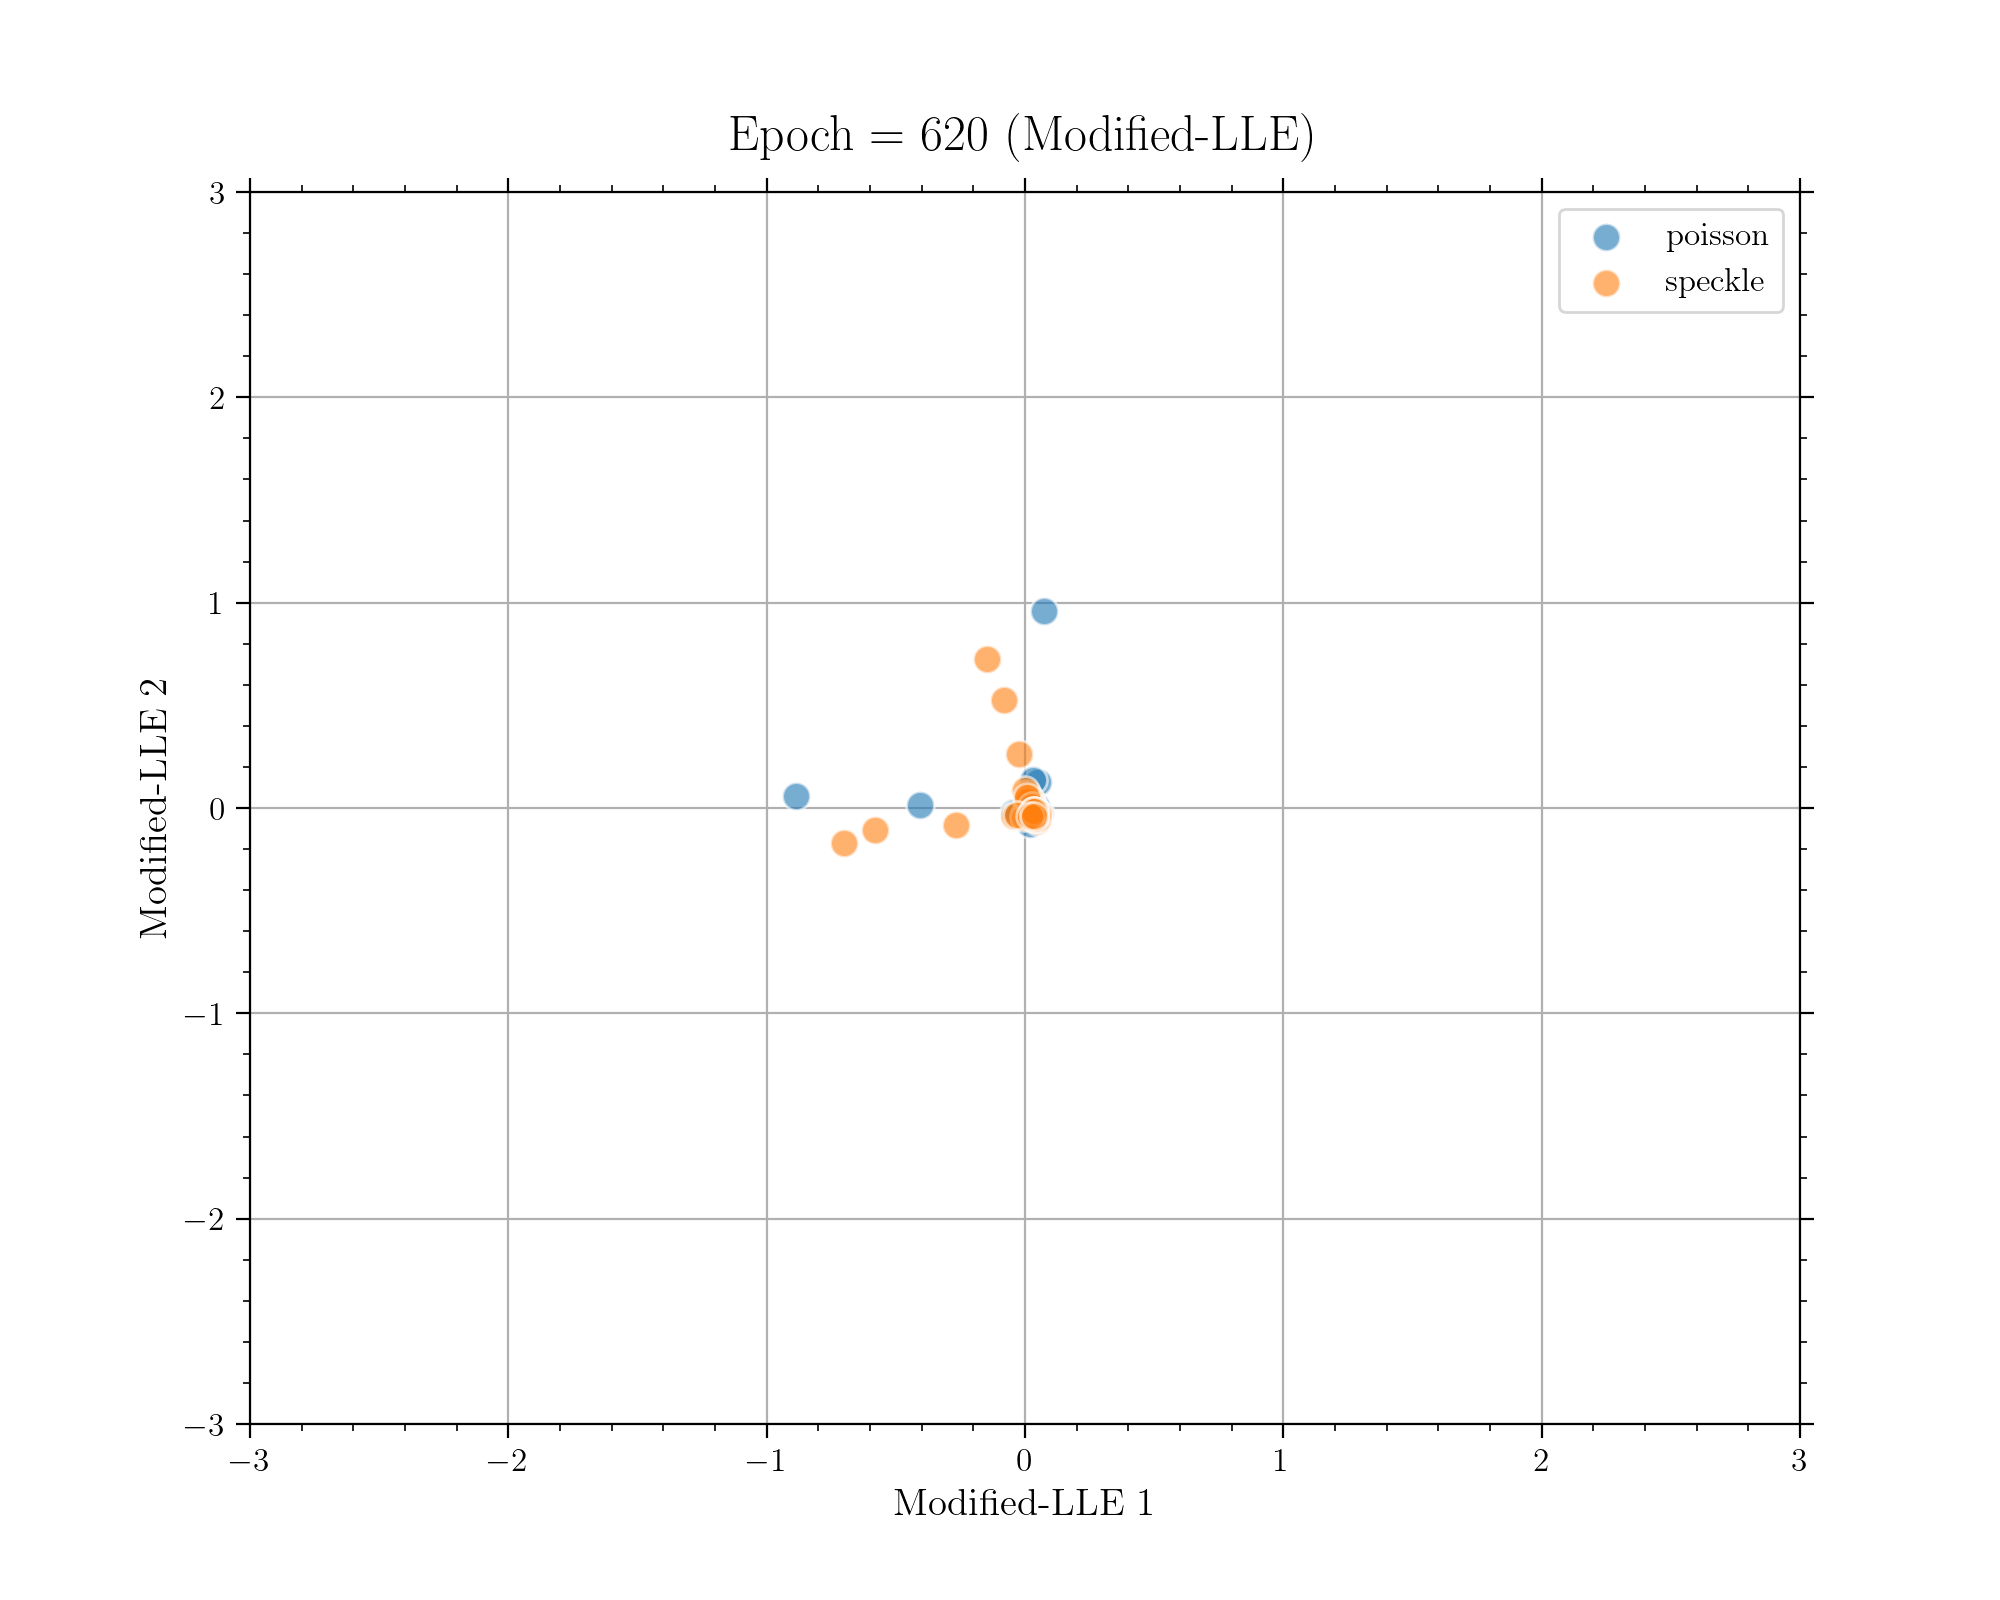 Epoch = 620 (Modified-LLE)
poisson
speckle
3
2
1
0
−1
−2
−3
Modified-LLE 2
−3 −2 −1 0 1 2 3
Modified-LLE 1